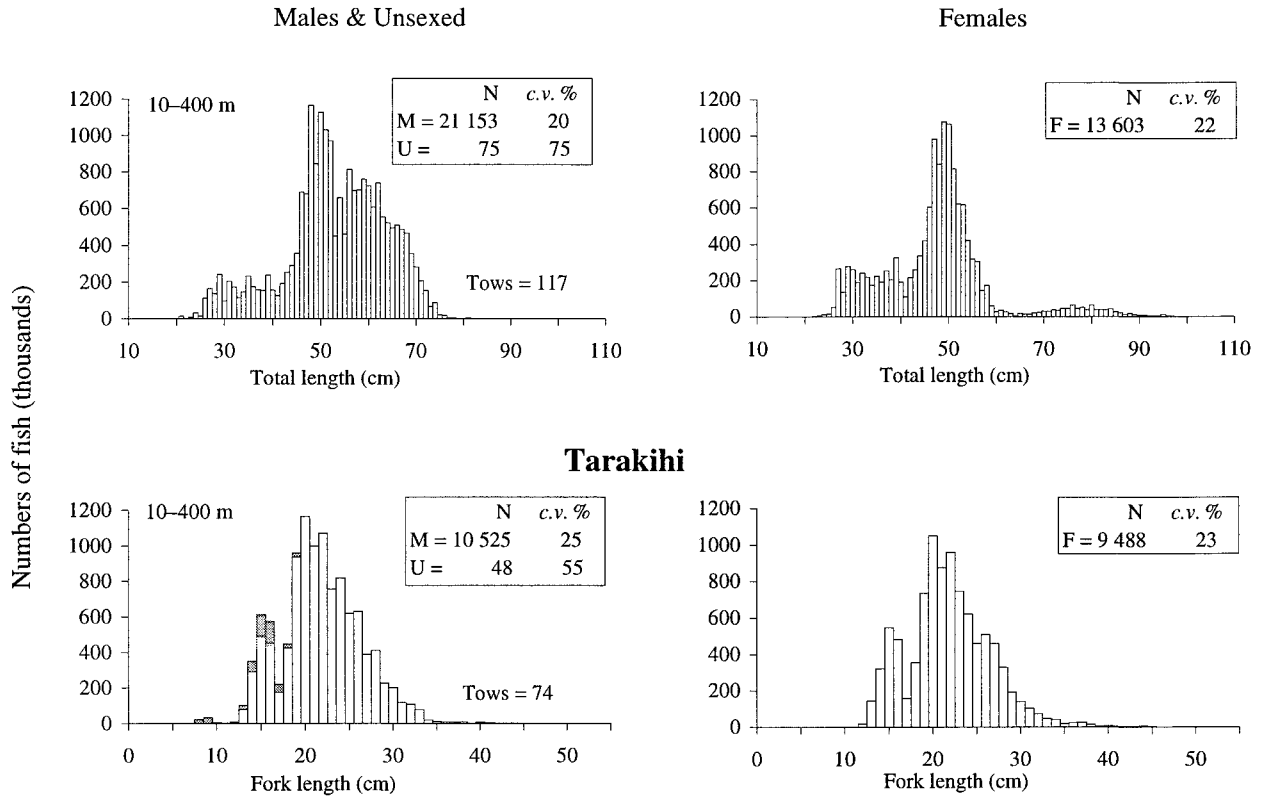 Males & Unsexed
Females
Numbers of fish (thousands)
10–400 m
N c.v. %
M = 21 153 20
U = 75 75
Tows = 117
1200
1000
800
600
400
200
0
10 30 50 70 90 110
Total length (cm)
N c.v. %
F = 13 603 22
1200
1000
800
600
400
200
0
10 30 50 70 90 110
Total length (cm)
Tarakihi
10–400 m
N c.v. %
M = 10 525 25
U = 48 55
Tows = 74
1200
1000
800
600
400
200
0
0 10 20 30 40 50
Fork length (cm)
N c.v. %
F = 9 488 23
1200
1000
800
600
400
200
0
0 10 20 30 40 50
Fork length (cm)